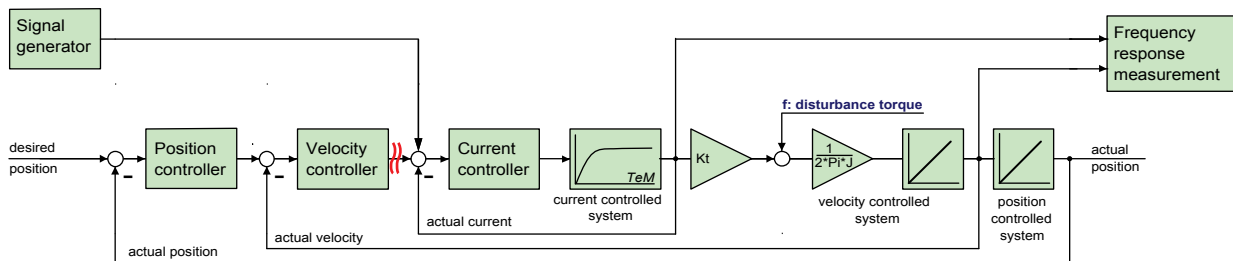 Signal
generator
Frequency
response
measurement
f: disturbance torque
desired
position
Position
controller
Velocity
controller
Current
controller
TeM
Kt
1
2*Pi*J
actual
position
current controlled
system
velocity controlled
system
position
controlled
system
actual current
actual velocity
actual position